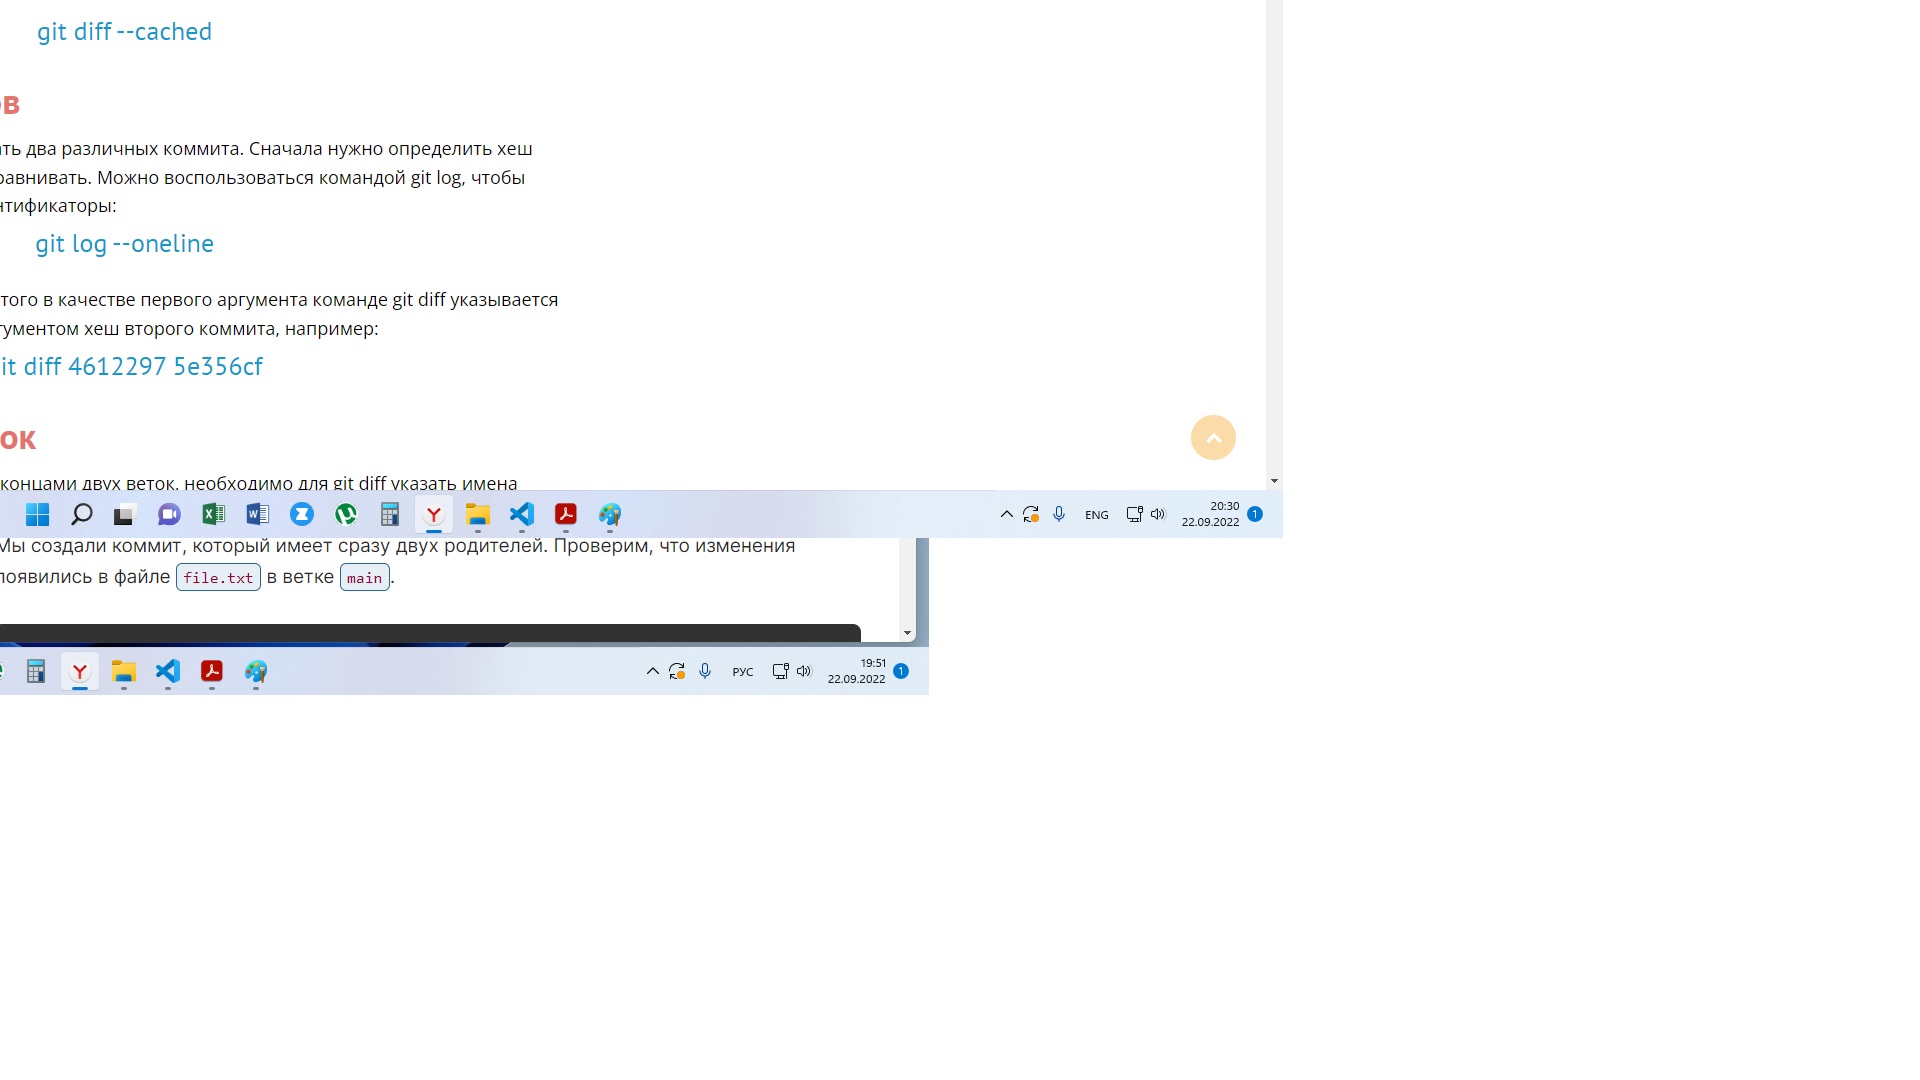 git diff --cached
ов
ать два различных коммита. Сначала нужно определить хеш
равнивать. Можно воспользоваться командой git log, чтобы
нтификаторы:
git log --oneline
того в качестве первого аргумента команде git diff указывается
гументом хеш второго коммита, например:
it diff 4612297 5e356cf
ок
концами двух веток, необходимо для git diff указать имена
ENG
20:30
22.09.2022
1
Мы создали коммит, который имеет сразу двух родителей. Проверим, что изменения
появились в файле file.txt в ветке main.
РУС
19:51
22.09.2022
1